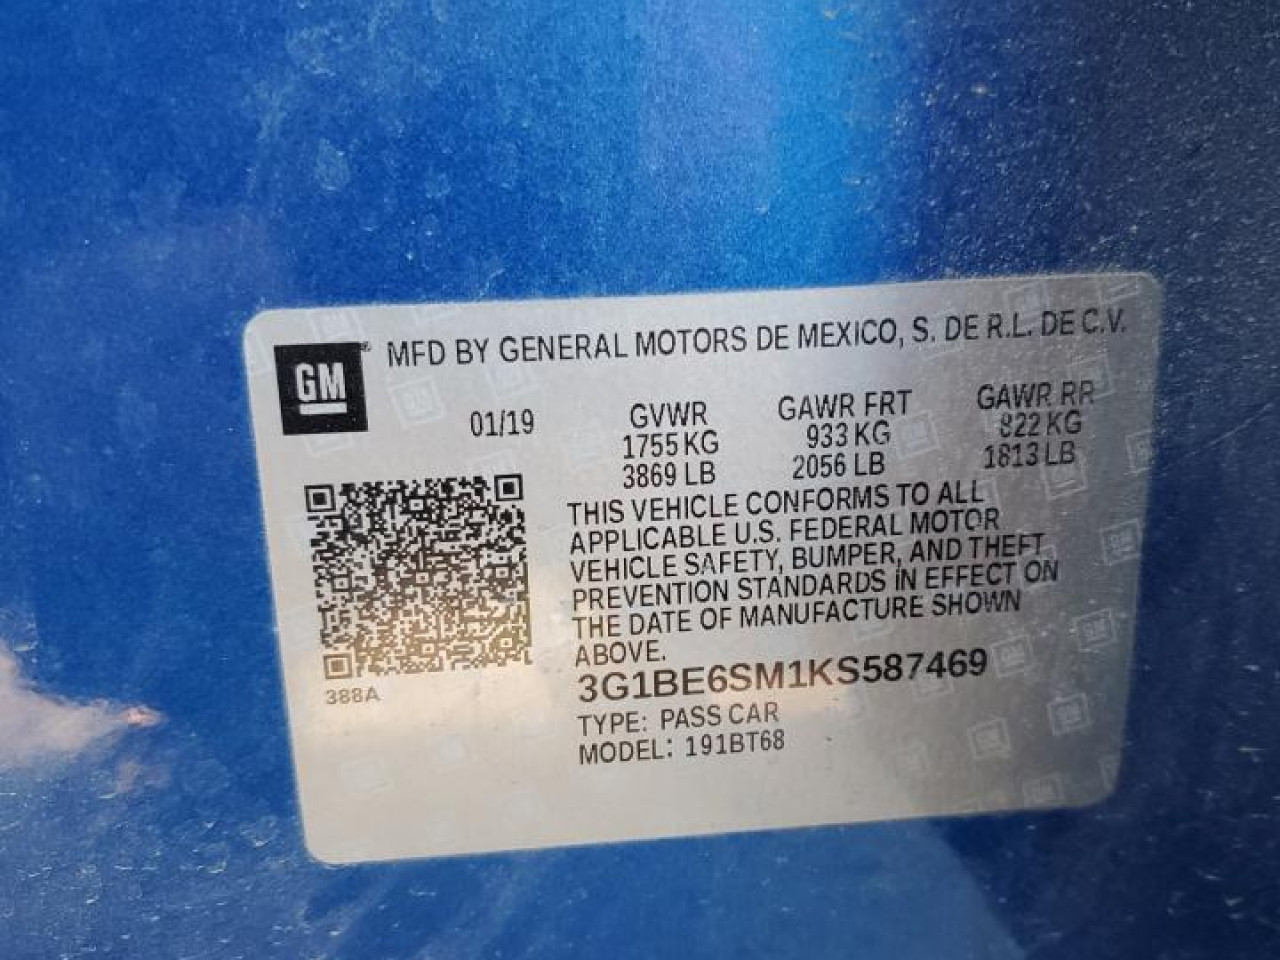 MFD BY GENERAL MOTORS DE MEXICO, S. DE R.L. DE C.V.
GM®
01/19
GVWR GAWR FRT GAWR RR
1755 KG 933 KG 822 KG
3869 LB 2056 LB 1813 LB
THIS VEHICLE CONFORMS TO ALL
APPLICABLE U.S. FEDERAL MOTOR
VEHICLE SAFETY, BUMPER, AND THEFT
PREVENTION STANDARDS IN EFFECT ON
THE DATE OF MANUFACTURE SHOWN
ABOVE.
388A
3G1BE6SM1KS587469
TYPE: PASS CAR
MODEL: 191BT68